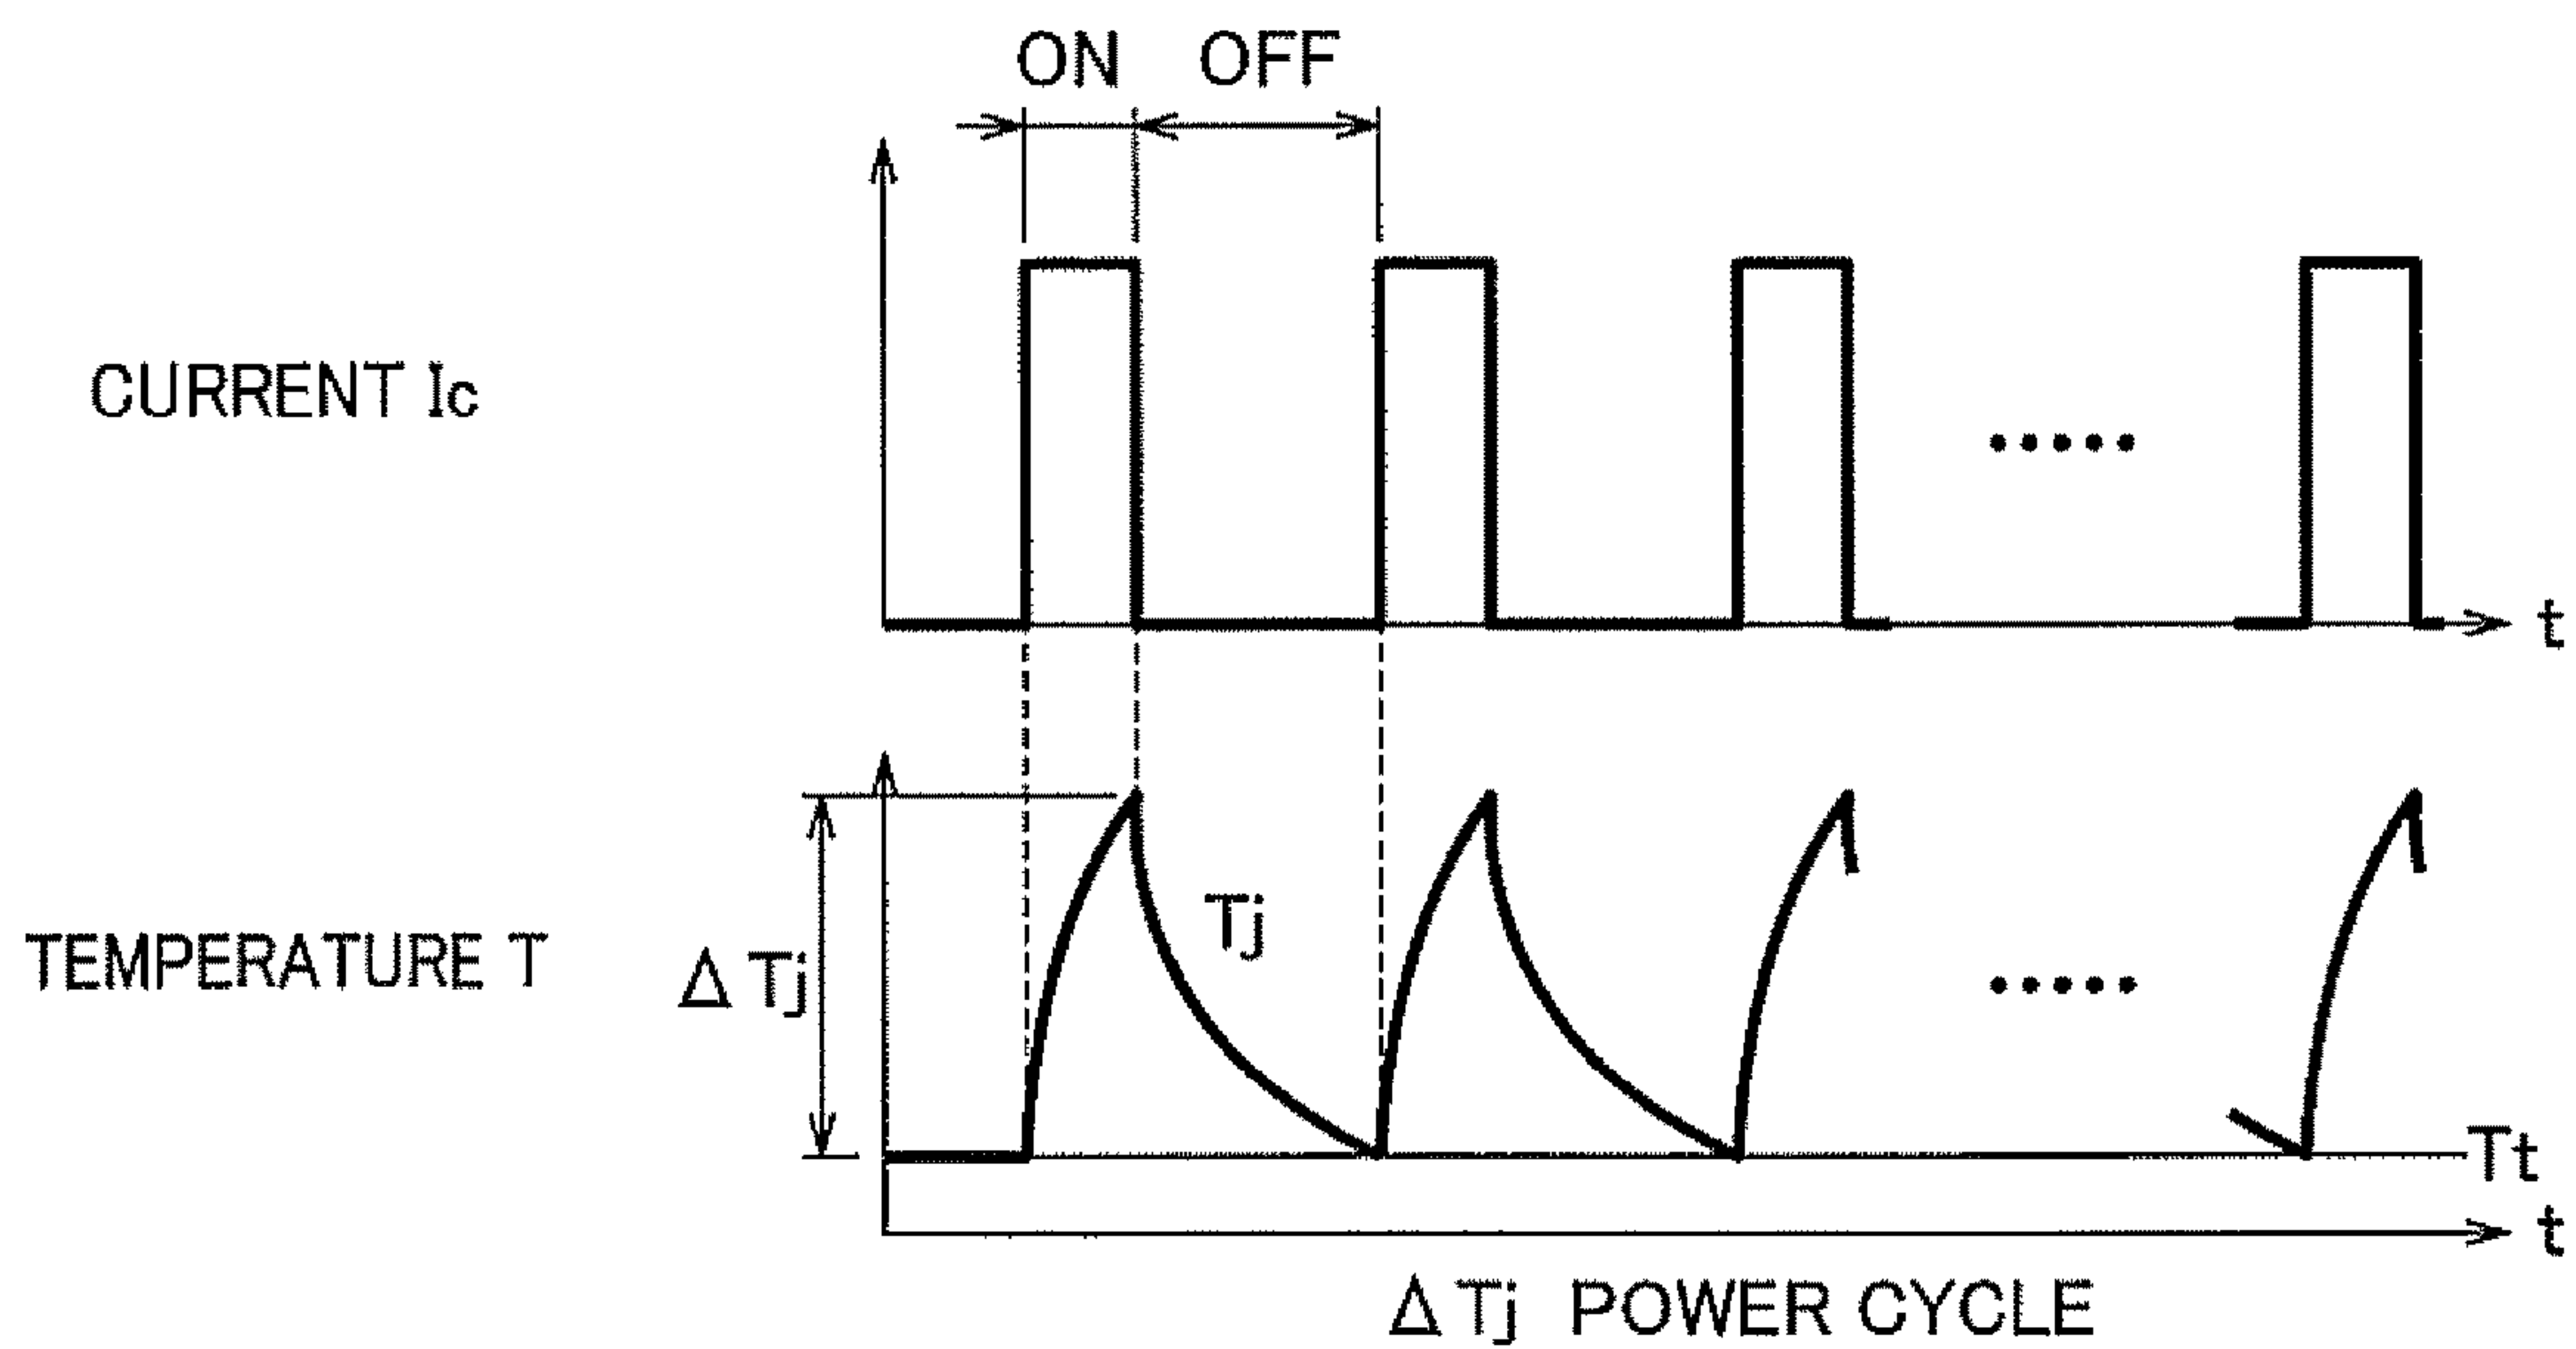 ON OFF
CURRENT Ic
t
Tj
ΔTj
TEMPERATURE T
Tt
t
ΔTj POWER CYCLE